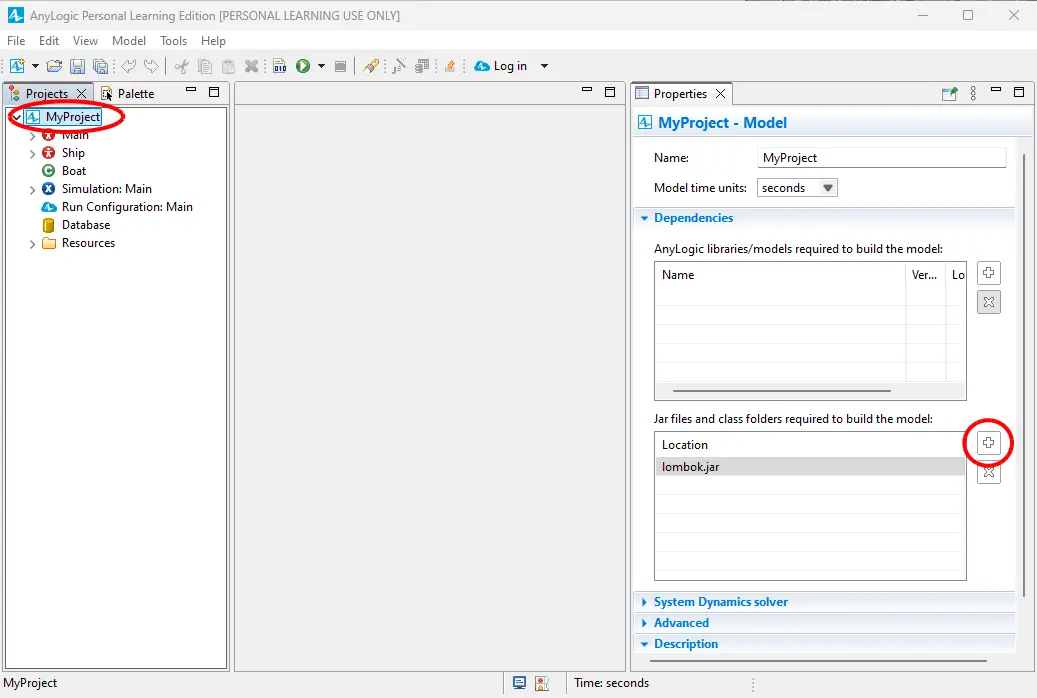 AnyLogic Personal Learning Edition [PERSONAL LEARNING USE ONLY]
File Edit View Model Tools Help
Log in
Projects
Palette
MyProject
Main
Ship
Boat
Simulation: Main
Run Configuration: Main
Database
Resources
Properties
MyProject - Model
Name: MyProject
Model time units: seconds
Dependencies
AnyLogic libraries/models required to build the model:
Name Ver... Lo
Jar files and class folders required to build the model:
Location
lombok.jar
System Dynamics solver
Advanced
Description
MyProject
Time: seconds